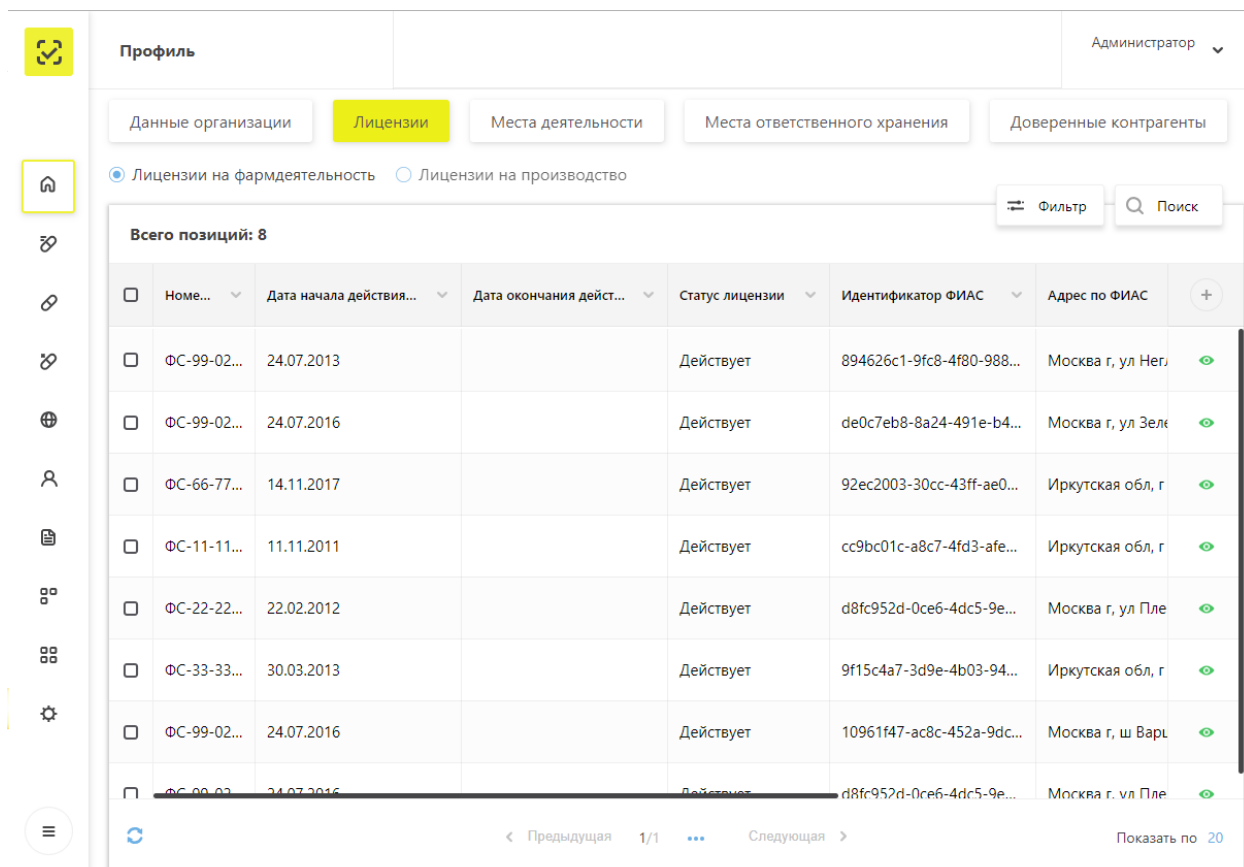 Профиль
Администратор
Данные организации Лицензии Места деятельности Места ответственного хранения Доверенные контрагенты
Лицензии на фармдеятельность Лицензии на производство
Фильтр Поиск
Всего позиций: 8
Номе... Дата начала действия... Дата окончания дейст... Статус лицензии Идентификатор ФИАС Адрес по ФИАС
ФС-99-02... 24.07.2013 Действует 894626c1-9fc8-4f80-988... Москва г, ул Негл
ФС-99-02... 24.07.2016 Действует de0c7eb8-8a24-491e-b4... Москва г, ул Зеле
ФС-66-77... 14.11.2017 Действует 92ec2003-30cc-43ff-ae0... Иркутская обл, г
ФС-11-11... 11.11.2011 Действует cc9bc01c-a8c7-4fd3-afe... Иркутская обл, г
ФС-22-22... 22.02.2012 Действует d8fc952d-0ce6-4dc5-9e... Москва г, ул Пле
ФС-33-33... 30.03.2013 Действует 9f15c4a7-3d9e-4b03-94... Иркутская обл, г
ФС-99-02... 24.07.2016 Действует 10961f47-ac8c-452a-9dc... Москва г, ш Варш
ФС-99-02... 24.07.2016 Действует d8fc952d-0ce6-4dc5-9e... Москва г, ул Пле
Предыдущая 1/1 ... Следующая Показать по 20